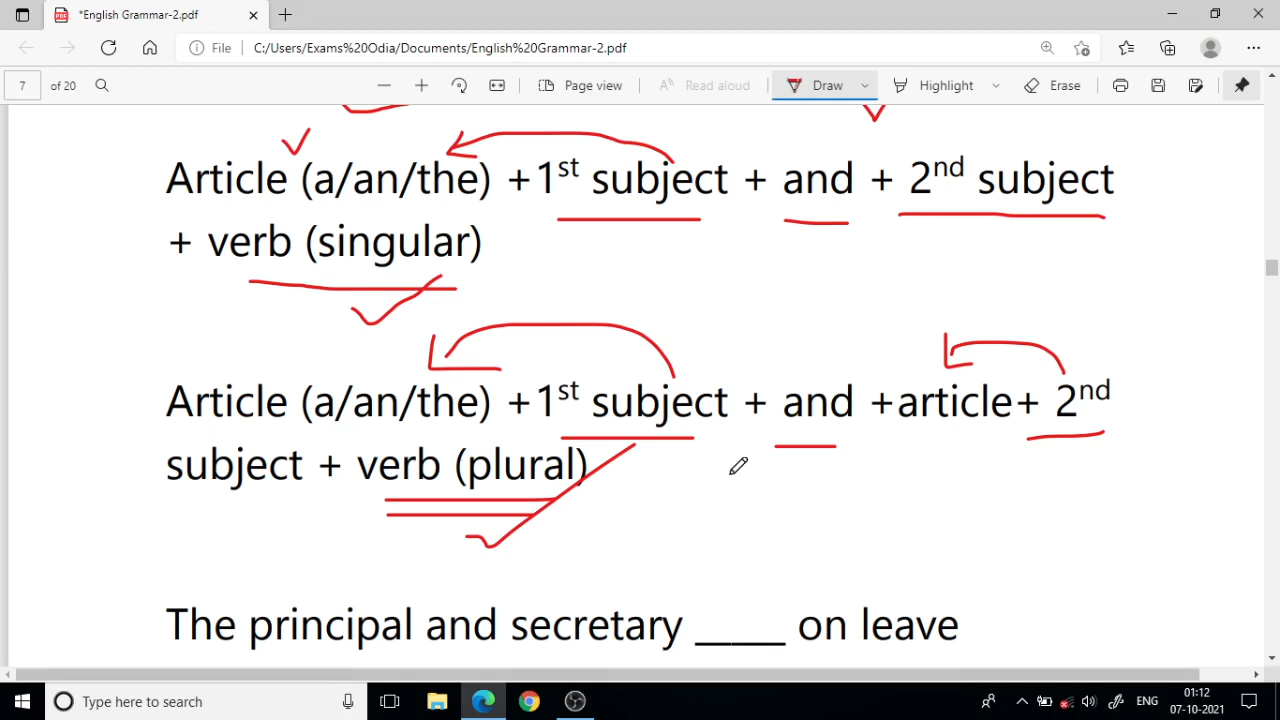 *English Grammar-2.pdf
File C:/Users/Exams%20Odia/Documents/English%20Grammar-2.pdf
7 of 20 Page view Read aloud Draw Highlight Erase
Article (a/an/the) +1st subject + and + 2nd subject
+ verb (singular)
Article (a/an/the) +1st subject + and +article+ 2nd
subject + verb (plural)
The principal and secretary _____ on leave
Type here to search ENG 01:12
07-10-2021